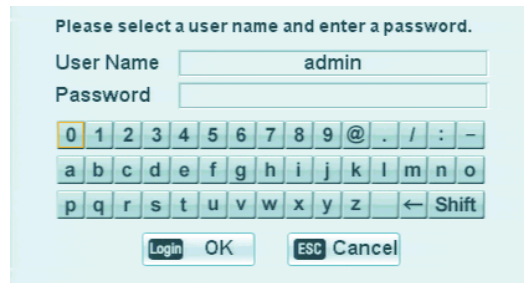 Please select a user name and enter a password.
User Name admin
Password
0 1 2 3 4 5 6 7 8 9 @ . / : -
a b c d e f g h i j k l m n o
p q r s t u v w x y z ← Shift
Login OK ESC Cancel